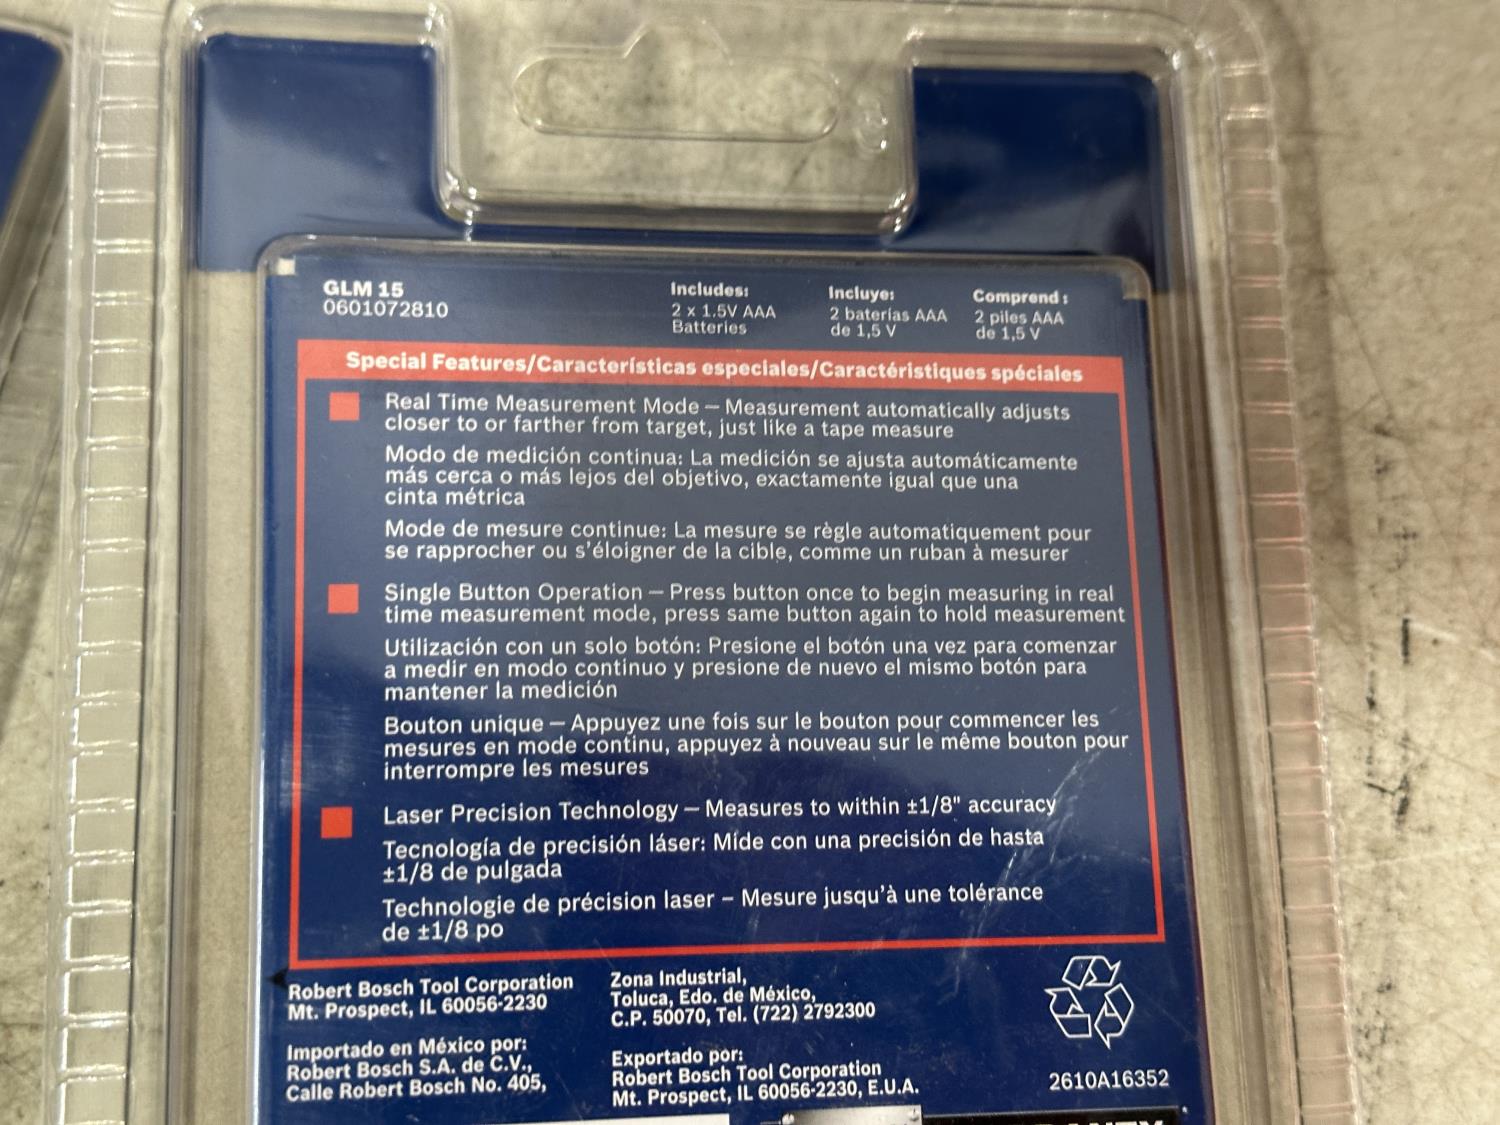 GLM 15
0601072810
Includes:
2 x 1.5V AAA
Batteries
Incluye:
2 baterías AAA
de 1,5 V
Comprend :
2 piles AAA
de 1,5 V
Special Features/Características especiales/Caractéristiques spéciales
Real Time Measurement Mode — Measurement automatically adjusts
closer to or farther from target, just like a tape measure
Modo de medición continua: La medición se ajusta automáticamente
más cerca o más lejos del objetivo, exactamente igual que una
cinta métrica
Mode de mesure continue: La mesure se règle automatiquement pour
se rapprocher ou s'éloigner de la cible, comme un ruban à mesurer
Single Button Operation — Press button once to begin measuring in real
time measurement mode, press same button again to hold measurement
Utilización con un solo botón: Presione el botón una vez para comenzar
a medir en modo continuo y presione de nuevo el mismo botón para
mantener la medición
Bouton unique — Appuyez une fois sur le bouton pour commencer les
mesures en mode continu, appuyez à nouveau sur le même bouton pour
interrompre les mesures
Laser Precision Technology — Measures to within ±1/8" accuracy
Tecnología de precisión láser: Mide con una precisión de hasta
±1/8 de pulgada
Technologie de précision laser – Mesure jusqu'à une tolérance
de ±1/8 po
Robert Bosch Tool Corporation
Mt. Prospect, IL 60056-2230
Importado en México por:
Robert Bosch S.A. de C.V.,
Calle Robert Bosch No. 405,
Zona Industrial,
Toluca, Edo. de México,
C.P. 50070, Tel. (722) 2792300
Exportado por:
Robert Bosch Tool Corporation
Mt. Prospect, IL 60056-2230, E.U.A.
2610A16352